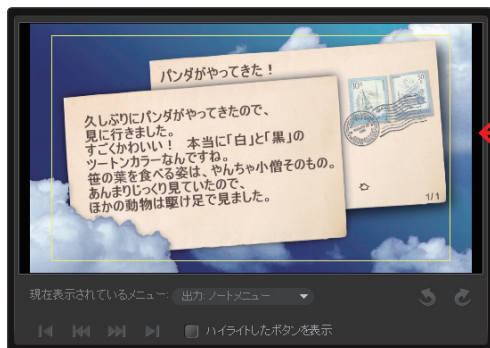 パンダがやってきた！
久しぶりにパンダがやってきたので、
見に行きました。
すごくかわいい！　本当に「白」と「黒」の
ツートンカラーなんですね。
笹の葉を食べる姿は、やんちゃ小僧そのもの。
あんまりじっくり見ていたので、
ほかの動物は駆け足で見ました。
1/1
現在表示されているメニュー: 出力: ノートメニュー
ハイライトしたボタンを表示